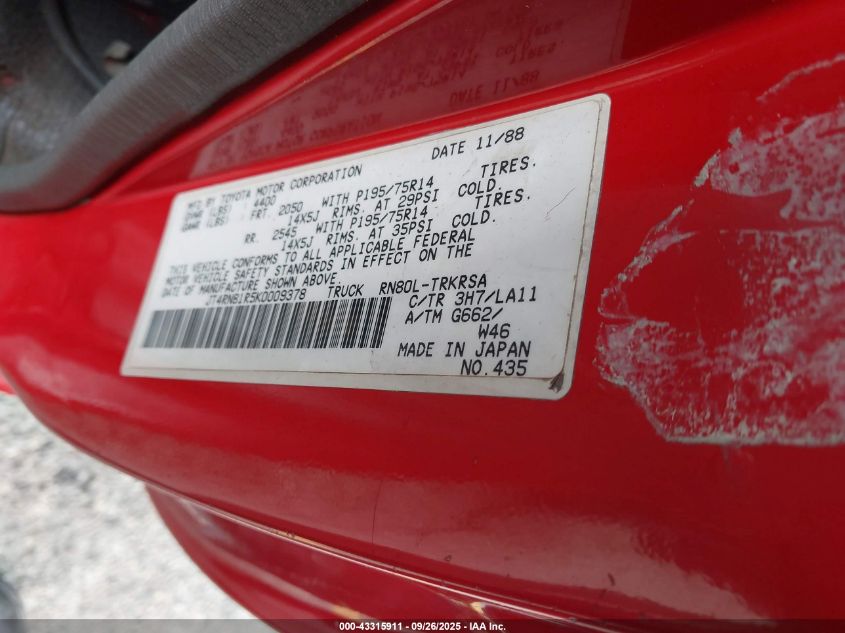 MFD BY TOYOTA MOTOR CORPORATION DATE 11/88
GVWR (LBS) 4400
GAWR (LBS) FRT. 2050 WITH P195/75R14 TIRES.
14X5J RIMS. AT 29PSI COLD.
RR. 2545 WITH P195/75R14 TIRES.
14X5J RIMS. AT 35PSI COLD.
THIS VEHICLE CONFORMS TO ALL APPLICABLE FEDERAL
MOTOR VEHICLE SAFETY STANDARDS IN EFFECT ON THE
DATE OF MANUFACTURE SHOWN ABOVE.
JT4RN81R5K0009378 TRUCK RN80L-TRKRSA
C/TR 3H7/LA11
A/TM G662/
W46
MADE IN JAPAN
NO. 435
000-43315911 - 09/26/2025 - IAA Inc.